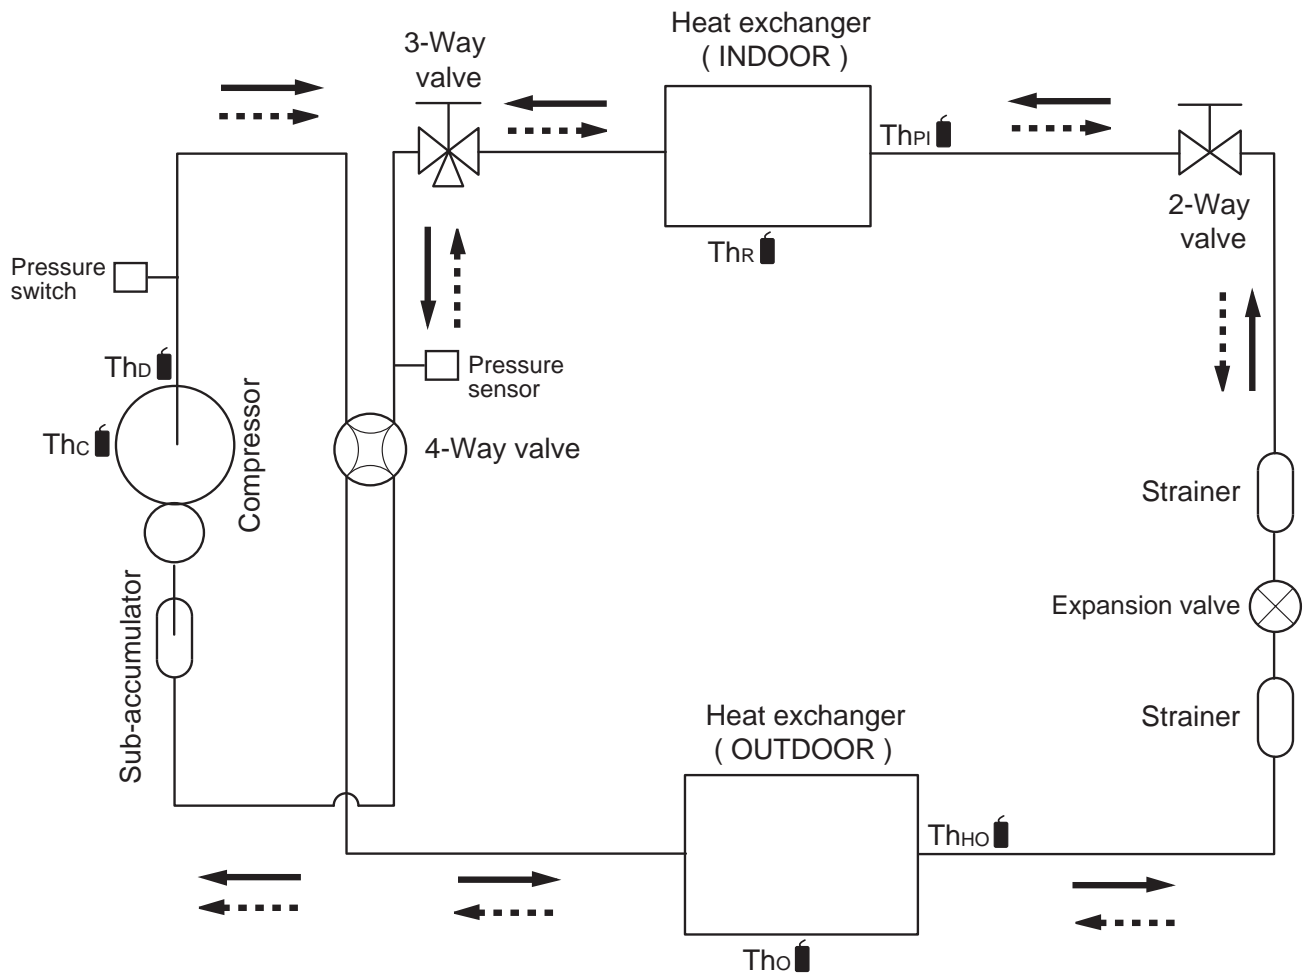 Heat exchanger
( INDOOR )
3-Way
valve
ThPI
2-Way
valve
ThR
Pressure
switch
ThD
Pressure
sensor
Compressor
ThC
4-Way valve
Strainer
Sub-accumulator
Expansion valve
Heat exchanger
( OUTDOOR )
Strainer
ThHO
ThO